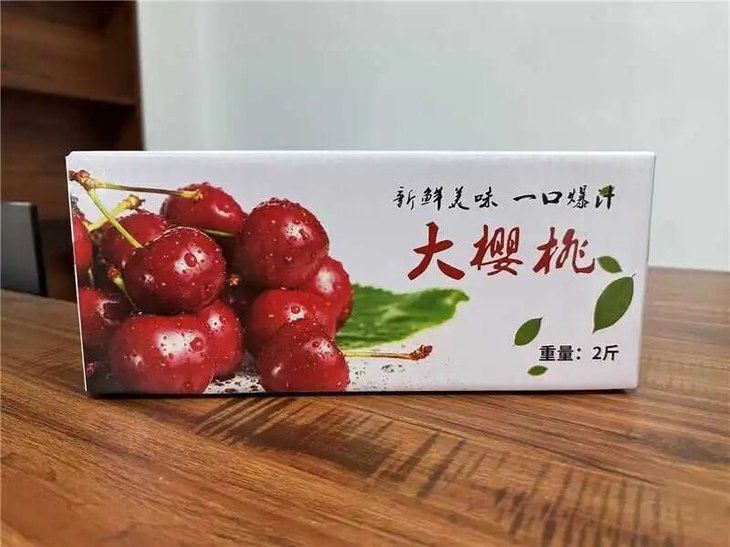 新鲜美味 一口爆汁
大樱桃
重量：2斤